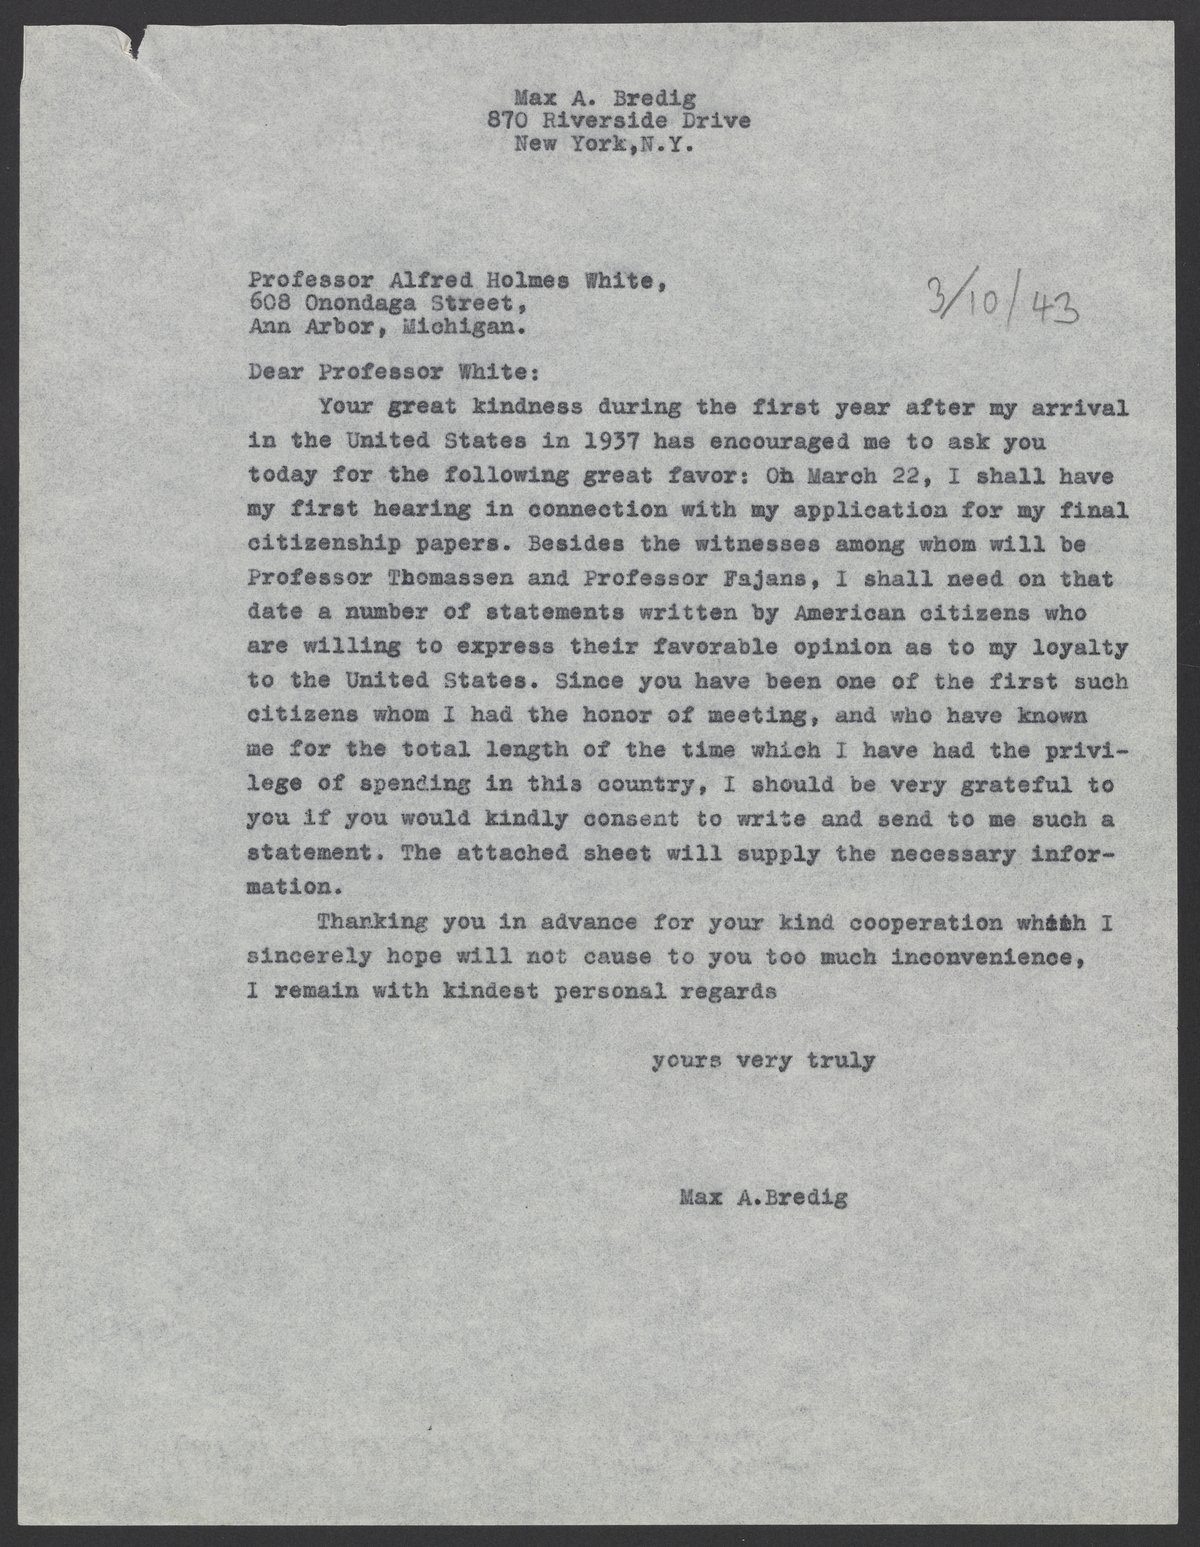 Max A. Bredig
870 Riverside Drive
New York,N.Y.
Professor Alfred Holmes White,
608 Onondaga Street,
Ann Arbor, Michigan.
3/10/43
Dear Professor White:
Your great kindness during the first year after my arrival
in the United States in 1937 has encouraged me to ask you
today for the following great favor: On March 22, I shall have
my first hearing in connection with my application for my final
citizenship papers. Besides the witnesses among whom will be
Professor Thomassen and Professor Fajans, I shall need on that
date a number of statements written by American citizens who
are willing to express their favorable opinion as to my loyalty
to the United States. Since you have been one of the first such
citizens whom I had the honor of meeting, and who have known
me for the total length of the time which I have had the privi-
lege of spending in this country, I should be very grateful to
you if you would kindly consent to write and send to me such a
statement. The attached sheet will supply the necessary infor-
mation.
Thanking you in advance for your kind cooperation which I
sincerely hope will not cause to you too much inconvenience,
I remain with kindest personal regards
yours very truly
Max A.Bredig